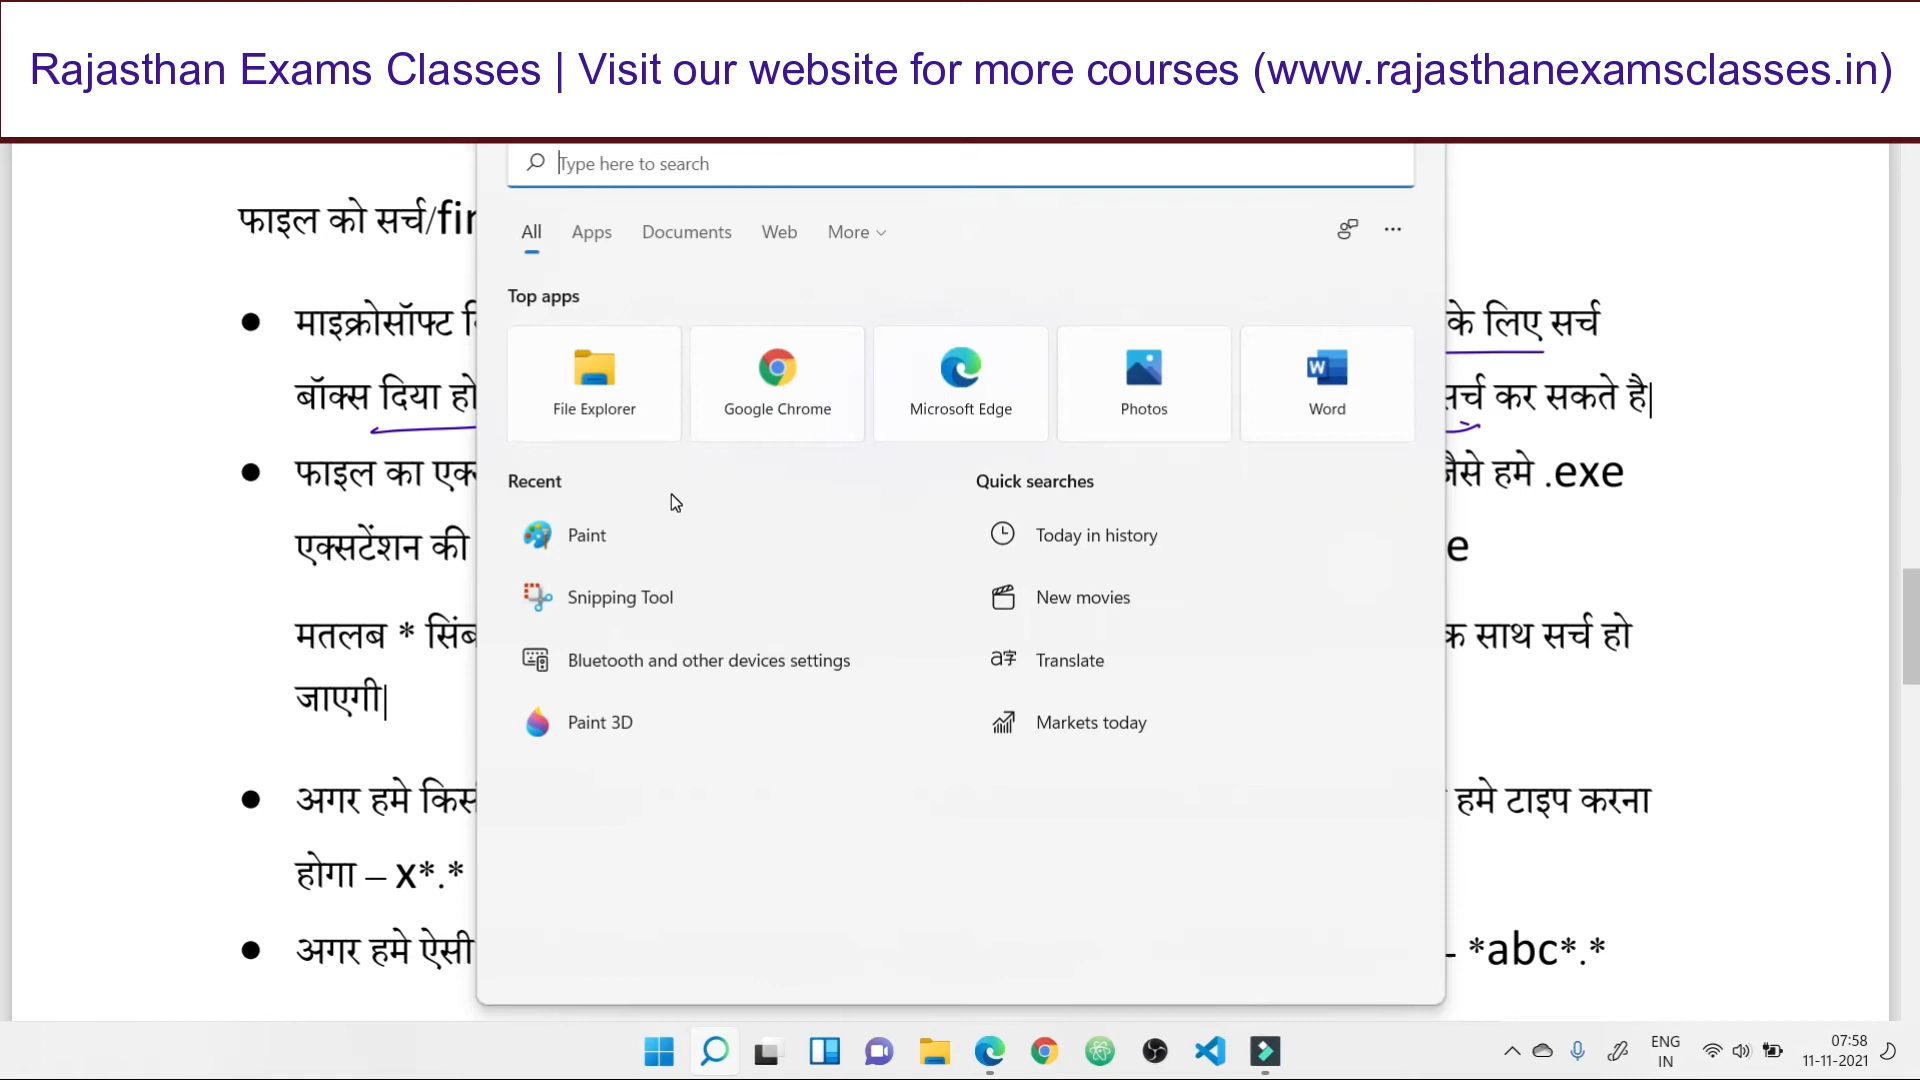 Rajasthan Exams Classes | Visit our website for more courses (www.rajasthanexamsclasses.in)
Type here to search
फाइल को सर्च/
All Apps Documents Web More
Top apps
माइक्रोसॉफ्ट के लिए सर्च
File Explorer Google Chrome Microsoft Edge Photos Word
बॉक्स दिया सर्च कर सकते है|
Recent Quick searches
फाइल का जैसे हमे .exe
Paint Today in history
एक्सटेंशन की e
Snipping Tool New movies
मतलब * साथ सर्च हो
Bluetooth and other devices settings Translate
जाएगी|
Paint 3D Markets today
अगर हमे हमे टाइप करना
होगा – x*.*
अगर हमे ऐसी - *abc*.*
ENG
IN
07:58
11-11-2021